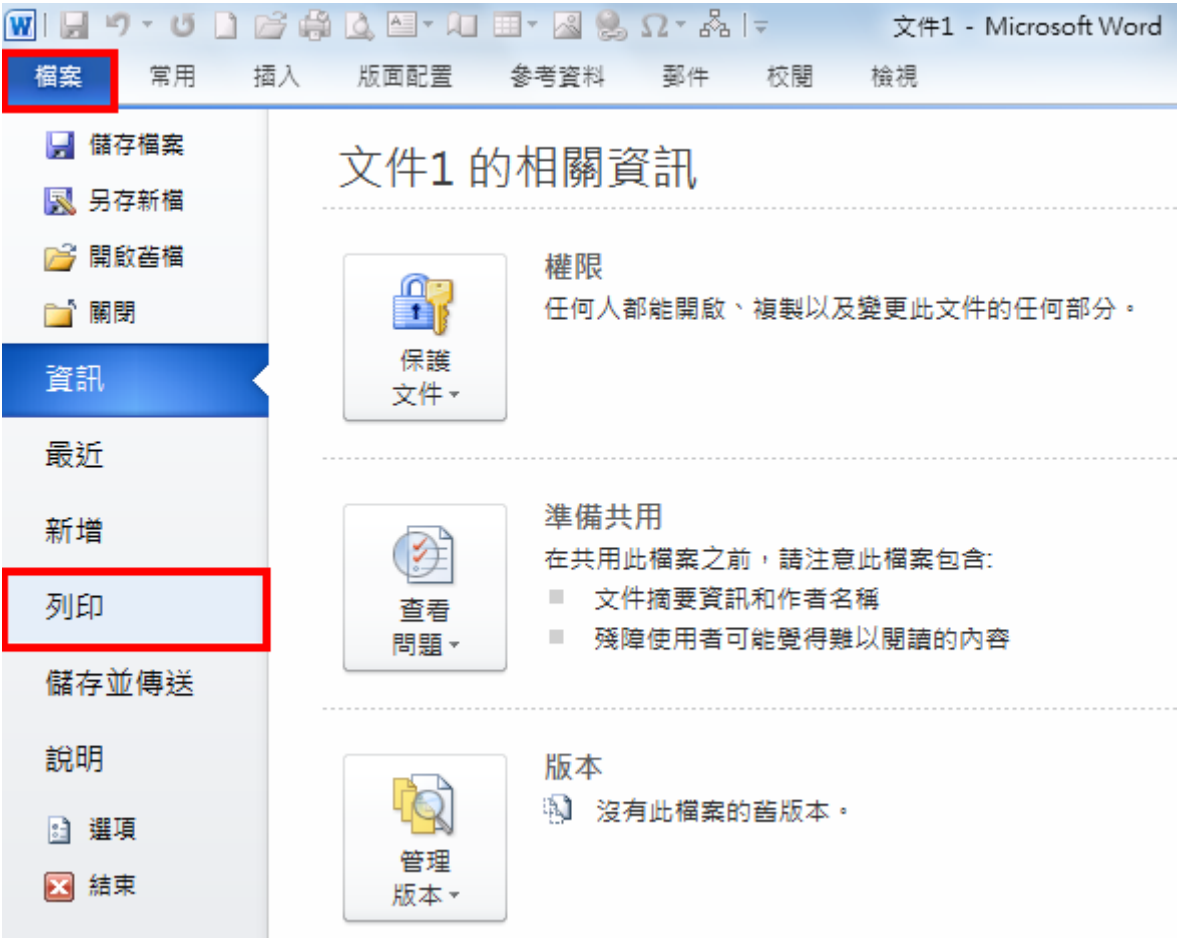 文件1 - Microsoft Word
檔案 常用 插入 版面配置 參考資料 郵件 校閱 檢視
儲存檔案
另存新檔
開啟舊檔
關閉
資訊
最近
新增
列印
儲存並傳送
說明
選項
結束
文件1 的相關資訊
保護
文件
權限
任何人都能開啟、複製以及變更此文件的任何部分。
查看
問題
準備共用
在共用此檔案之前，請注意此檔案包含:
文件摘要資訊和作者名稱
殘障使用者可能覺得難以閱讀的內容
管理
版本
版本
沒有此檔案的舊版本。